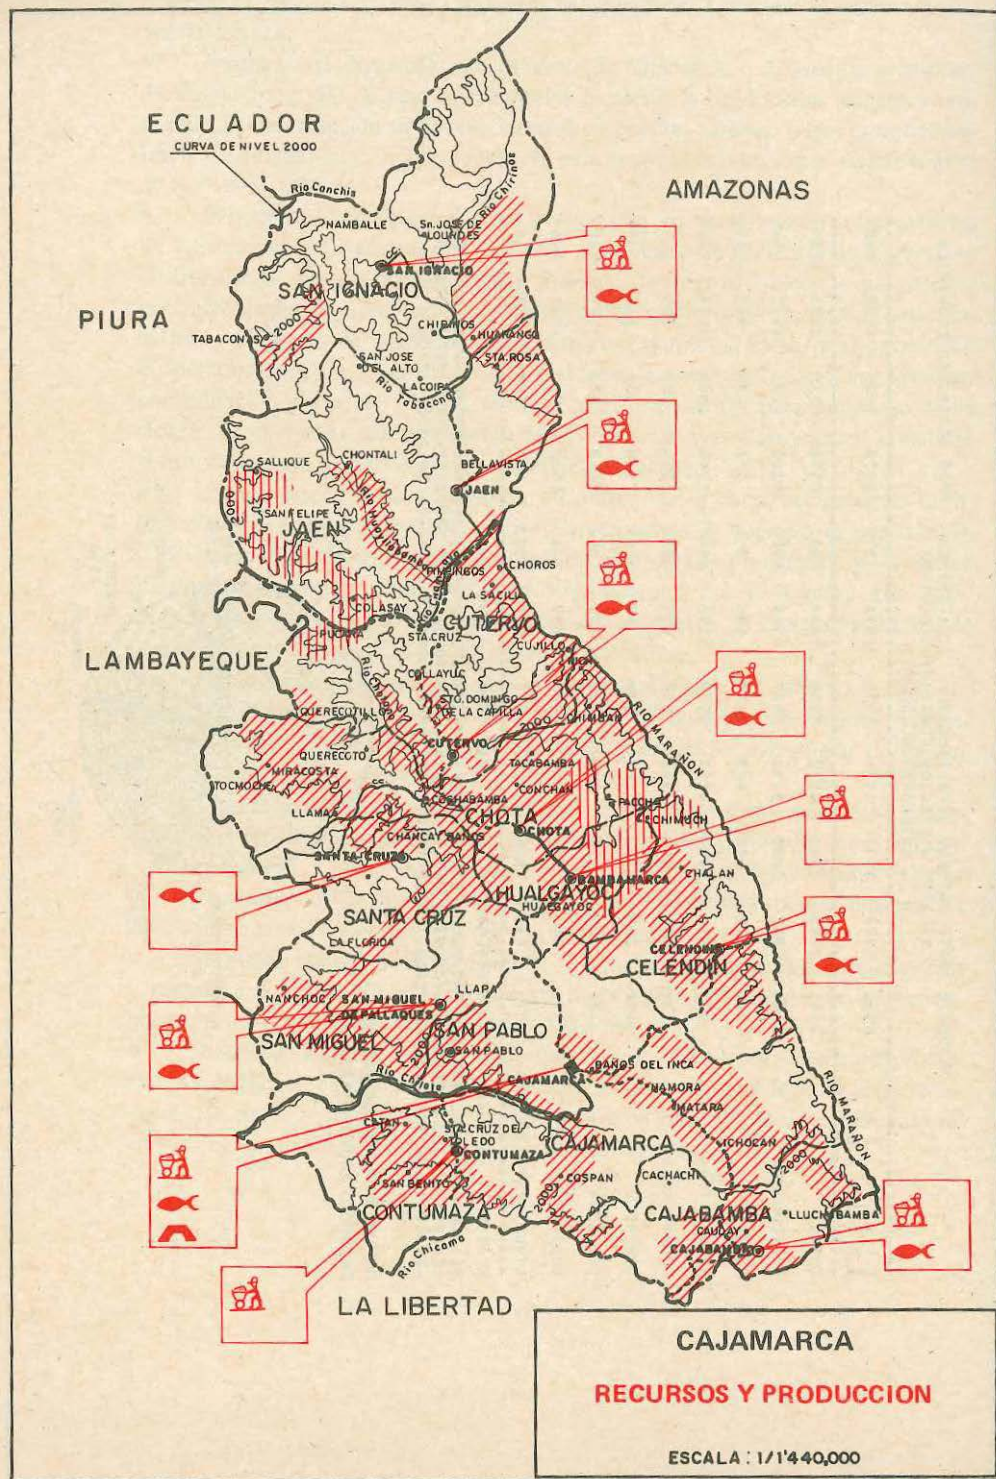 ECUADOR
CURVA DE NIVEL 2000
AMAZONAS
PIURA
LAMBAYEQUE
LA LIBERTAD
Rio Canchis
Rio Chirinos
NAMBALLE
Sn. JOSE DE
LOURDES
SAN IGNACIO
SAN IGNACIO
TABACONAS
2000
CHIRINOS
HUARANGO
STA. ROSA
SAN JOSE
DEL ALTO
LA COIPA
Rio Tabacona
SALLIQUE
CHONTALI
BELLAVISTA
JAEN
2000
SAN FELIPE
JAEN
PIMPINGOS
CHOROS
COLASAY
CUTERVO
PUCARA
STA. CRUZ
CUJILLO
STO. DOMINGO
DE LA CAPILLA
2000
CHIMBAN
RIO MARAÑON
QUERECOTILLO
CUTERVO
QUERECOTO
TACABAMBA
MIRACOSTA
TOCMOCHE
CONCHAN
COCHABAMBA
PACCHA
CHIMUCH
LLAMA
CHOTA
CHOTA
CHANCAY BAÑOS
SANTA CRUZ
CHALAN
BAMBAMARCA
HUALGAYOC
HUALGAYOC
SANTA CRUZ
LA FLORIDA
CELENDIN
CELENDIN
NANCHOC
SAN MIGUEL
DE PALLAQUES
LLAPA
SAN MIGUEL
2000
SAN PABLO
SAN PABLO
BAÑOS DEL INCA
CAJAMARCA
Rio Chilete
NAMORA
MATARA
RIO MARAÑON
STA. CRUZ DE
TOLEDO
CAJAMARCA
ICHOCAN
CONTUMAZA
2000
SAN BENITO
COSPAN
CACHACHI
CONTUMAZA
2000
CAJABAMBA
LLUCHUBAMBA
CAUDAY
CAJABAMBA
Rio Chicama
CAJAMARCA
RECURSOS Y PRODUCCION
ESCALA : 1/1'440,000